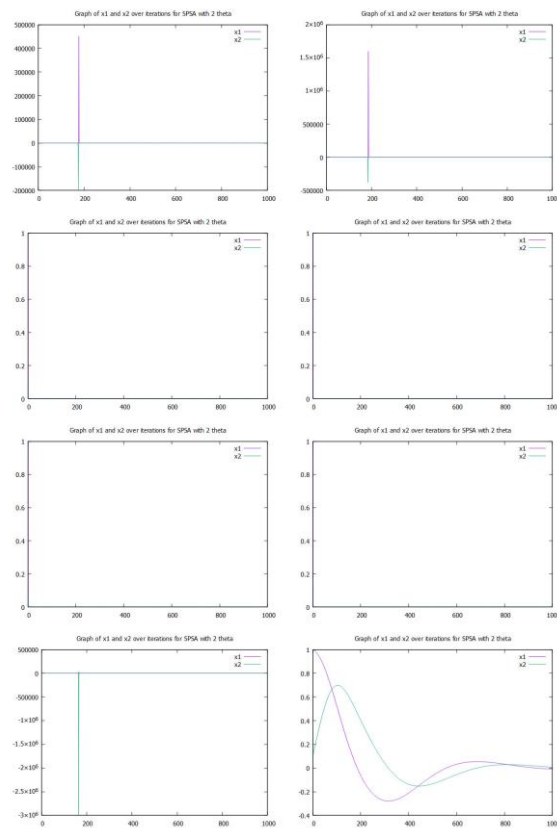 Graph of x1 and x2 over iterations for SPSA with 2 theta
500000
400000
300000
200000
100000
0
-100000
-200000
0 200 400 600 800 1000
x1
x2
Graph of x1 and x2 over iterations for SPSA with 2 theta
2×10⁶
1.5×10⁶
1×10⁶
500000
0
-500000
0 200 400 600 800 100
x1
x2
Graph of x1 and x2 over iterations for SPSA with 2 theta
1
0.8
0.6
0.4
0.2
0
0 200 400 600 800 1000
x1
x2
Graph of x1 and x2 over iterations for SPSA with 2 theta
1
0.8
0.6
0.4
0.2
0
0 200 400 600 800 100
x1
x2
Graph of x1 and x2 over iterations for SPSA with 2 theta
1
0.8
0.6
0.4
0.2
0
0 200 400 600 800 1000
x1
x2
Graph of x1 and x2 over iterations for SPSA with 2 theta
1
0.8
0.6
0.4
0.2
0
0 200 400 600 800 100
x1
x2
Graph of x1 and x2 over iterations for SPSA with 2 theta
500000
0
-500000
-1×10⁶
-1.5×10⁶
-2×10⁶
-2.5×10⁶
-3×10⁶
0 200 400 600 800 1000
x1
x2
Graph of x1 and x2 over iterations for SPSA with 2 theta
1
0.8
0.6
0.4
0.2
0
-0.2
-0.4
0 200 400 600 800 100
x1
x2